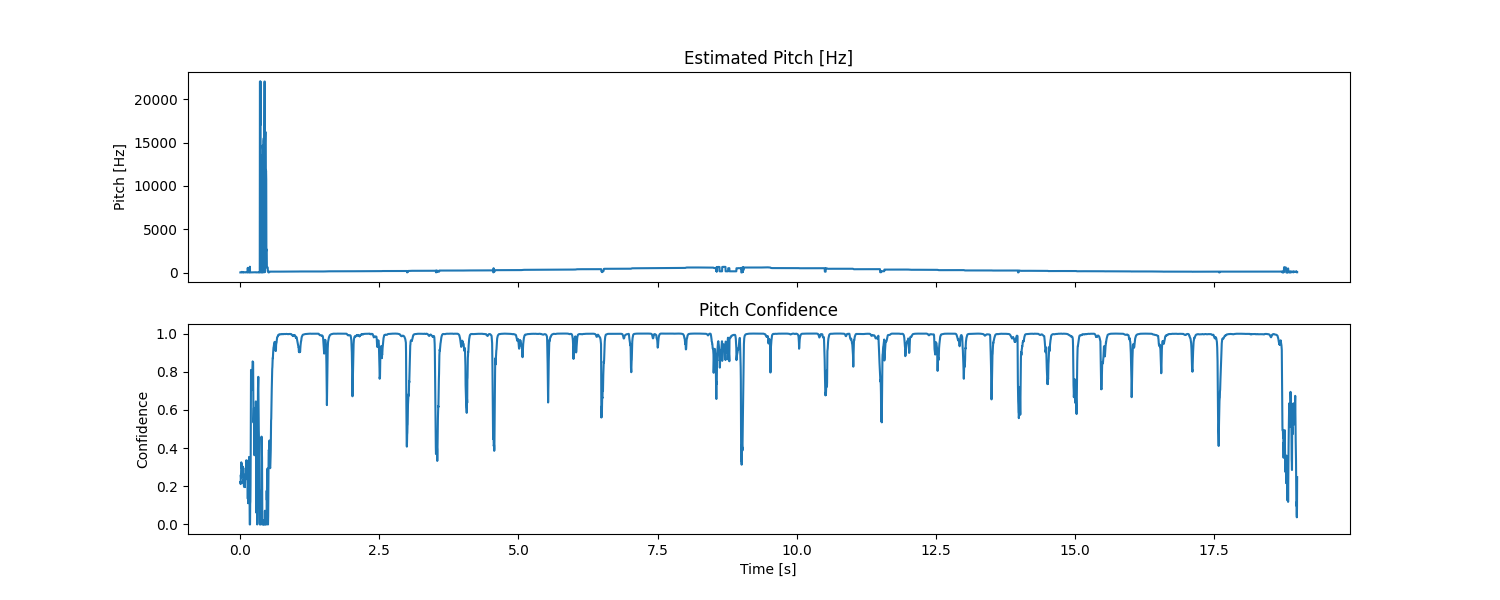 Estimated Pitch [Hz]
Pitch [Hz]
20000
15000
10000
5000
0
Pitch Confidence
Confidence
1.0
0.8
0.6
0.4
0.2
0.0
0.0 2.5 5.0 7.5 10.0 12.5 15.0 17.5
Time [s]